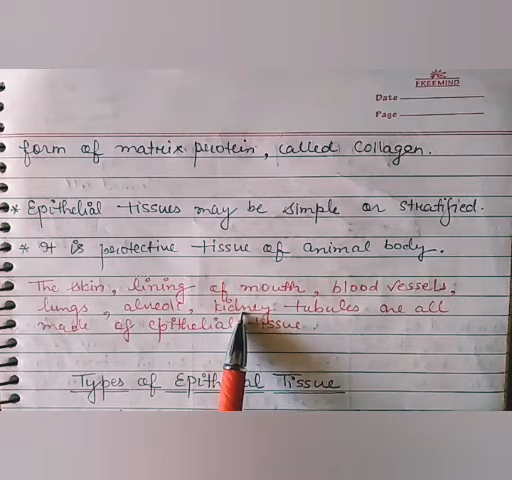 FREEMIND
Date
Page
form of matrix protein, called Collagen.
* Epithelial tissues may be simple or stratified.
* It is protective tissue of animal body.
The skin, lining of mouth, blood vessels,
lungs, alveoli, kidney tubules are all
made of epithelial tissue.
Types of Epithelial Tissue